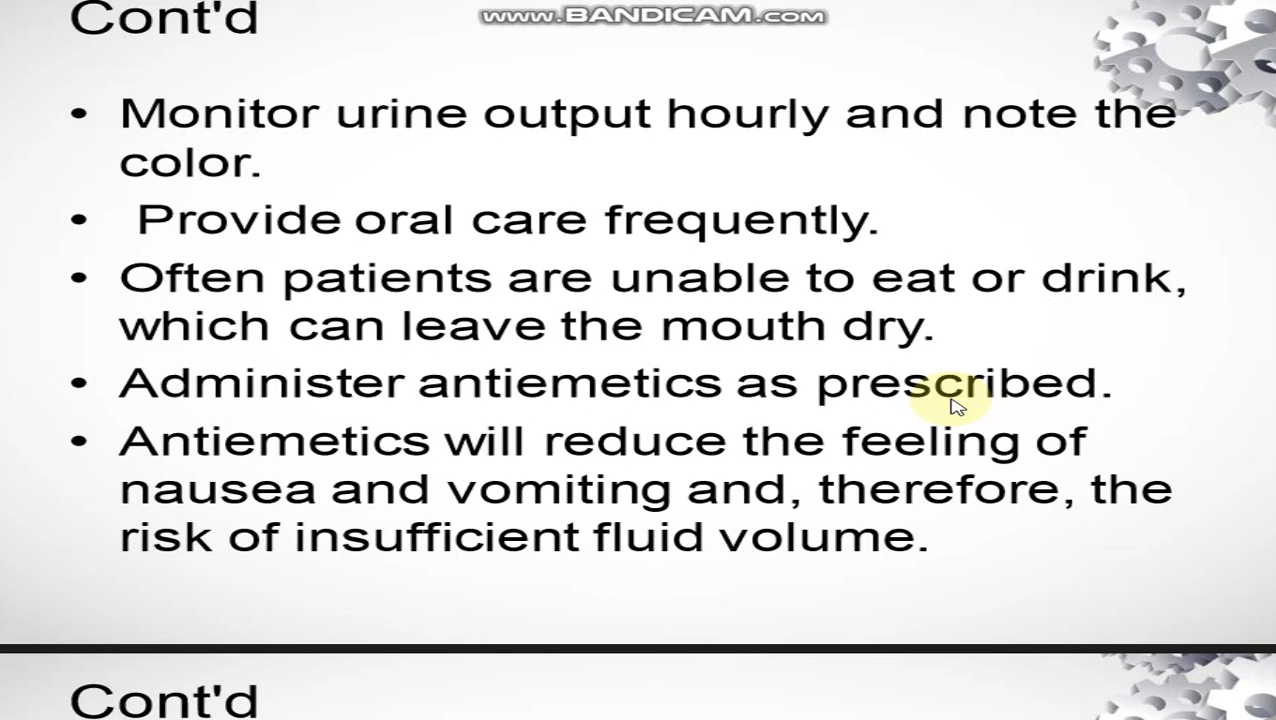 www.BANDICAM.com
Cont'd
• Monitor urine output hourly and note the
color.
• Provide oral care frequently.
• Often patients are unable to eat or drink,
which can leave the mouth dry.
• Administer antiemetics as prescribed.
• Antiemetics will reduce the feeling of
nausea and vomiting and, therefore, the
risk of insufficient fluid volume.
Cont'd